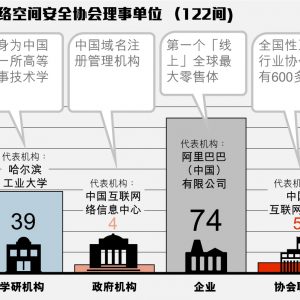 络空间安全协会理事单位 (122间)
身为中国
一所高等
事技术学
中国域名注
册管理机构
第一个「线
上」全球最
大零售体
全国性
行业协
有600多
代表机构:
哈尔滨
工业大学
39
学研机构
代表机构:
中国互联网
络信息中心
4
政府机构
代表机构:
阿里巴巴
(中国)
有限公司
74
企业
代表机构:
中国
互联网
5
协会